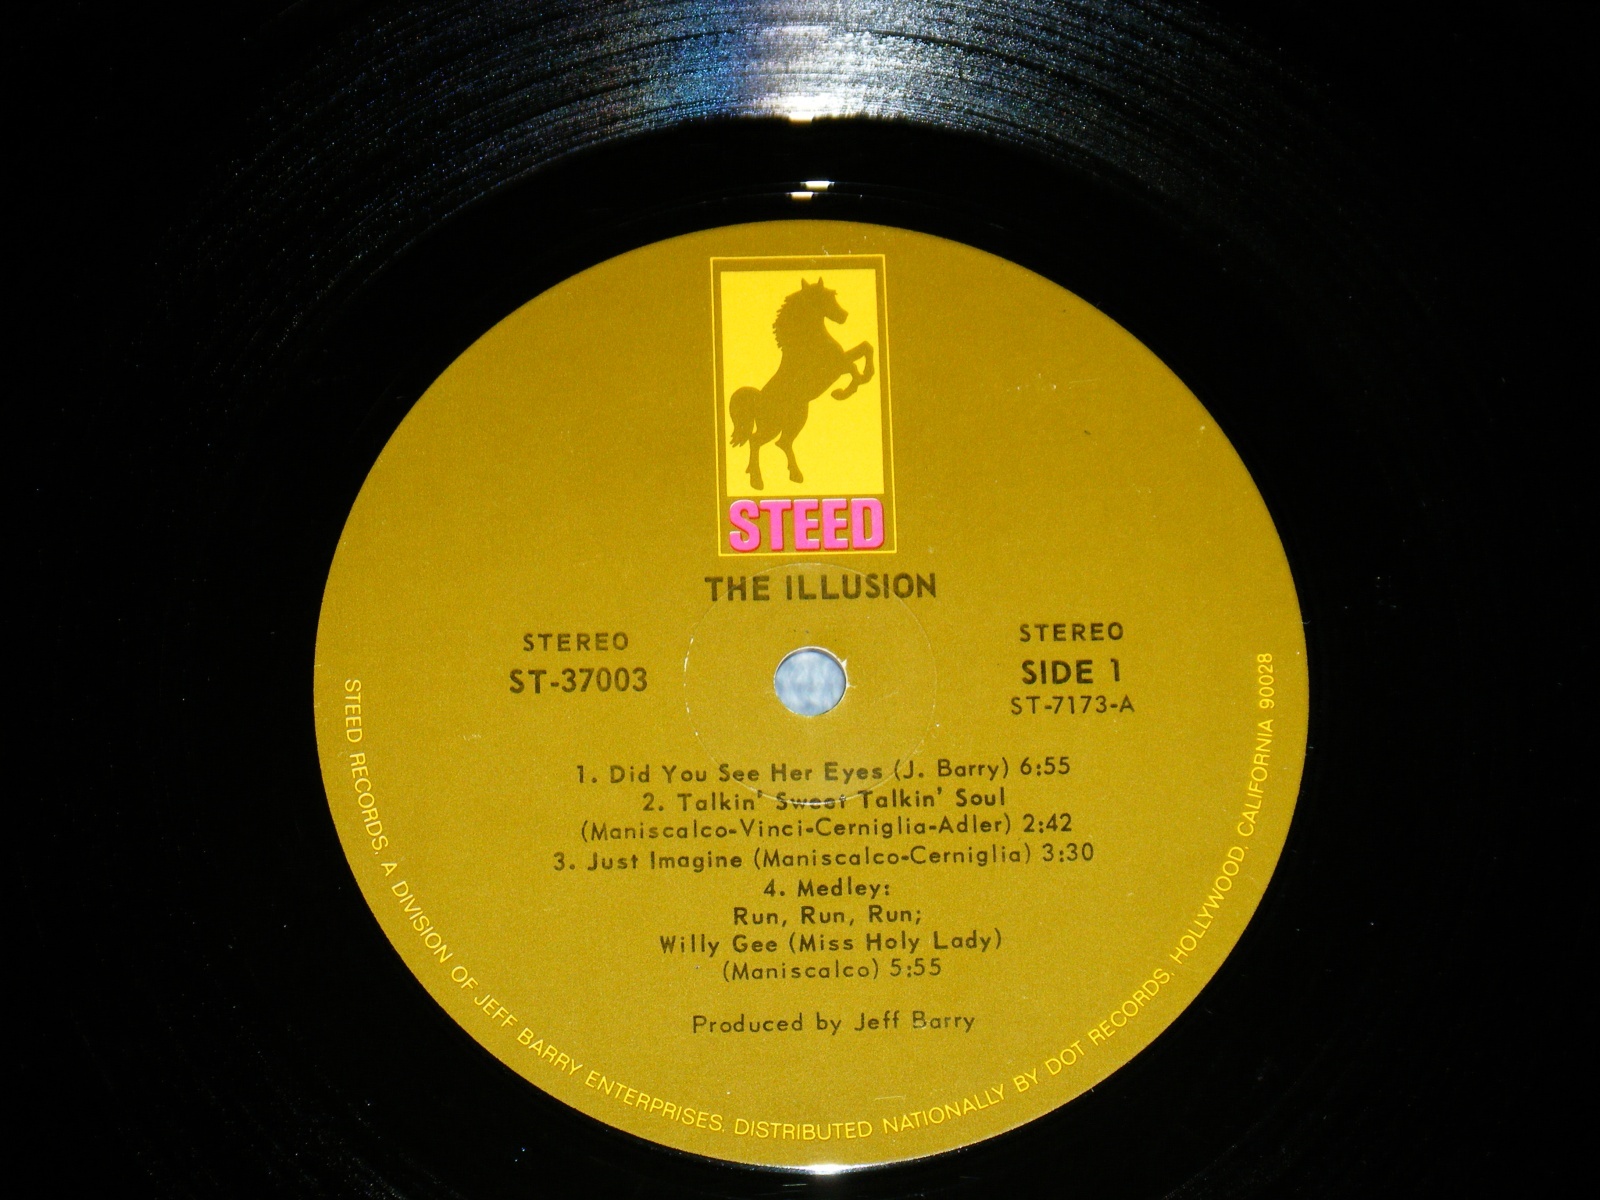 STEED
THE ILLUSION
STEREO
ST-37003
STEREO
SIDE 1
ST-7173-A
1. Did You See Her Eyes (J. Barry) 6:55
2. Talkin' Sweet Talkin' Soul
(Maniscalco-Vinci-Cerniglia-Adler) 2:42
3. Just Imagine (Maniscalco-Cerniglia) 3:30
4. Medley:
Run, Run, Run;
Willy Gee (Miss Holy Lady)
(Maniscalco) 5:55
Produced by Jeff Barry
STEED RECORDS, A DIVISION OF JEFF BARRY ENTERPRISES. DISTRIBUTED NATIONALLY BY DOT RECORDS, HOLLYWOOD, CALIFORNIA 90028